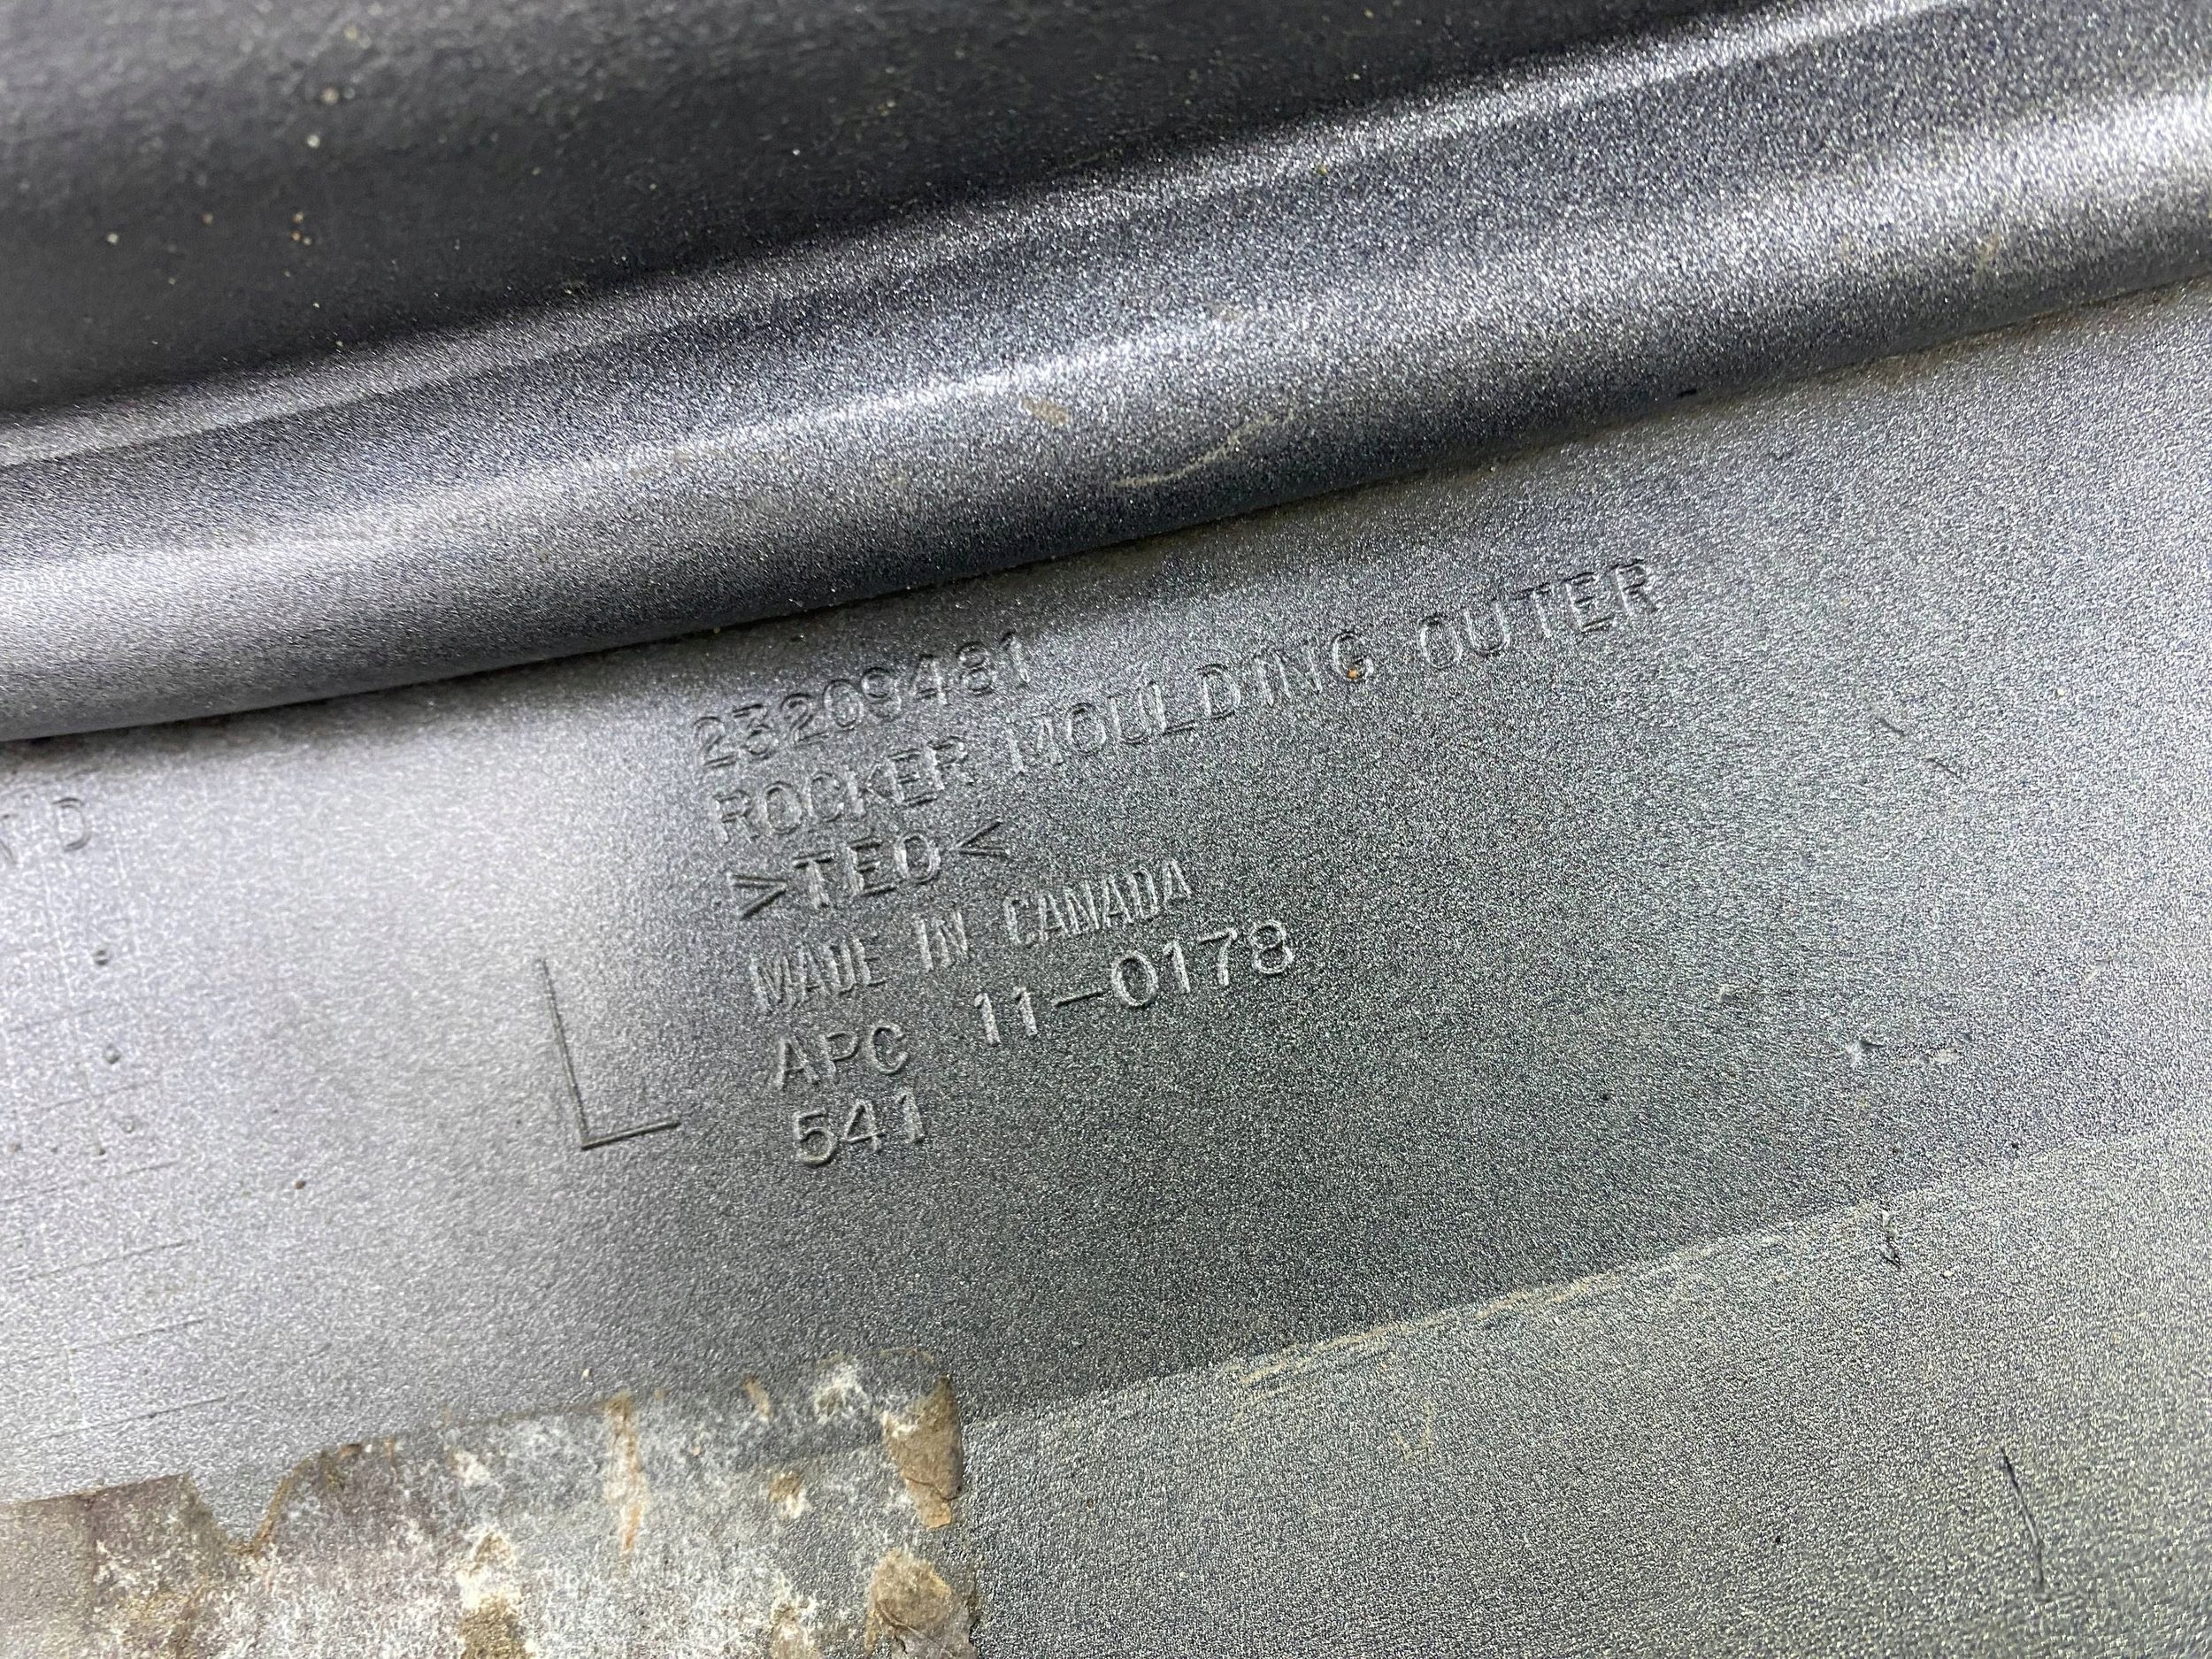 23209481
ROCKER MOULDING OUTER
>TEO<
MADE IN CANADA
APC 11-0178
541